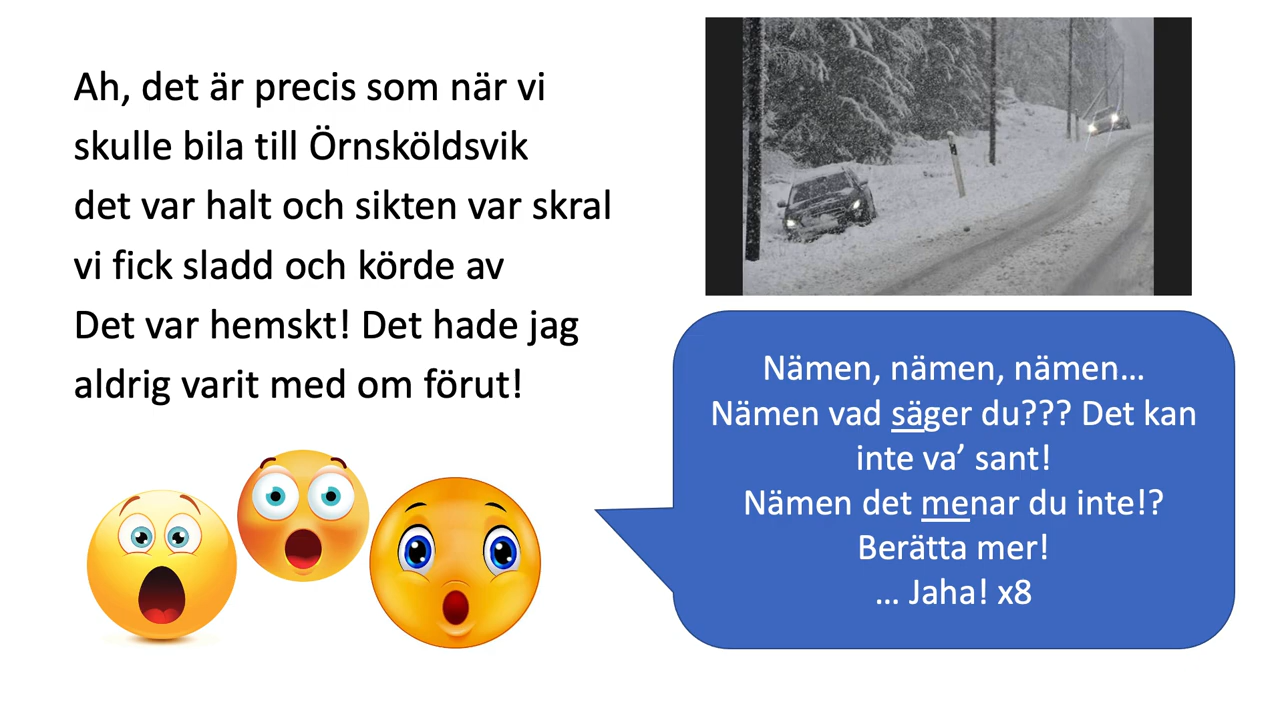 Ah, det är precis som när vi
skulle bila till Örnsköldsvik
det var halt och sikten var skral
vi fick sladd och körde av
Det var hemskt! Det hade jag
aldrig varit med om förut!
Nämen, nämen, nämen…
Nämen vad säger du??? Det kan
inte va’ sant!
Nämen det menar du inte!?
Berätta mer!
… Jaha! x8